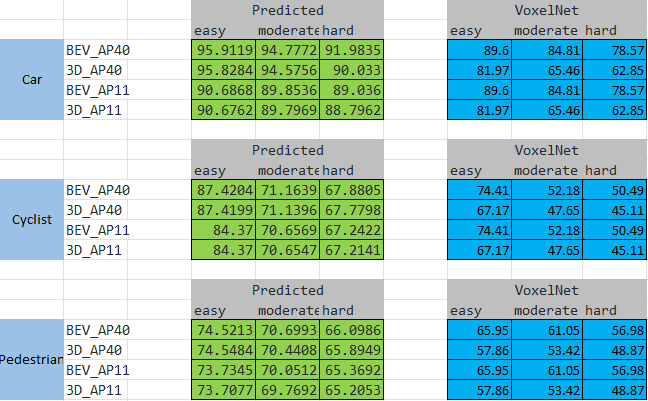 Predicted VoxelNet
easy moderate hard easy moderate hard
Car BEV_AP40 95.9119 94.7772 91.9835 89.6 84.81 78.57
3D_AP40 95.8284 94.5756 90.033 81.97 65.46 62.85
BEV_AP11 90.6868 89.8536 89.036 89.6 84.81 78.57
3D_AP11 90.6762 89.7969 88.7962 81.97 65.46 62.85
Predicted VoxelNet
easy moderate hard easy moderate hard
Cyclist BEV_AP40 87.4204 71.1639 67.8805 74.41 52.18 50.49
3D_AP40 87.4199 71.1396 67.7798 67.17 47.65 45.11
BEV_AP11 84.37 70.6569 67.2422 74.41 52.18 50.49
3D_AP11 84.37 70.6547 67.2141 67.17 47.65 45.11
Predicted VoxelNet
easy moderate hard easy moderate hard
Pedestrian BEV_AP40 74.5213 70.6993 66.0986 65.95 61.05 56.98
3D_AP40 74.5484 70.4408 65.8949 57.86 53.42 48.87
BEV_AP11 73.7345 70.0512 65.3692 65.95 61.05 56.98
3D_AP11 73.7077 69.7692 65.2053 57.86 53.42 48.87